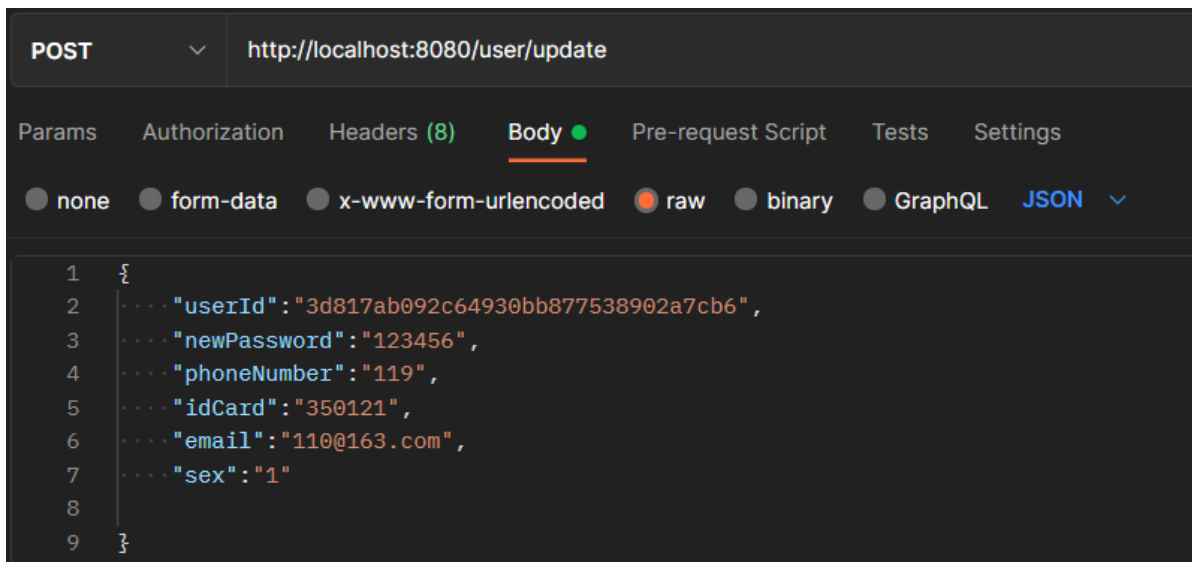 POST http://localhost:8080/user/update
Params Authorization Headers (8) Body Pre-request Script Tests Settings
none form-data x-www-form-urlencoded raw binary GraphQL JSON
1 {
2 "userId":"3d817ab092c64930bb877538902a7cb6",
3 "newPassword":"123456",
4 "phoneNumber":"119",
5 "idCard":"350121",
6 "email":"110@163.com",
7 "sex":"1"
8
9 }